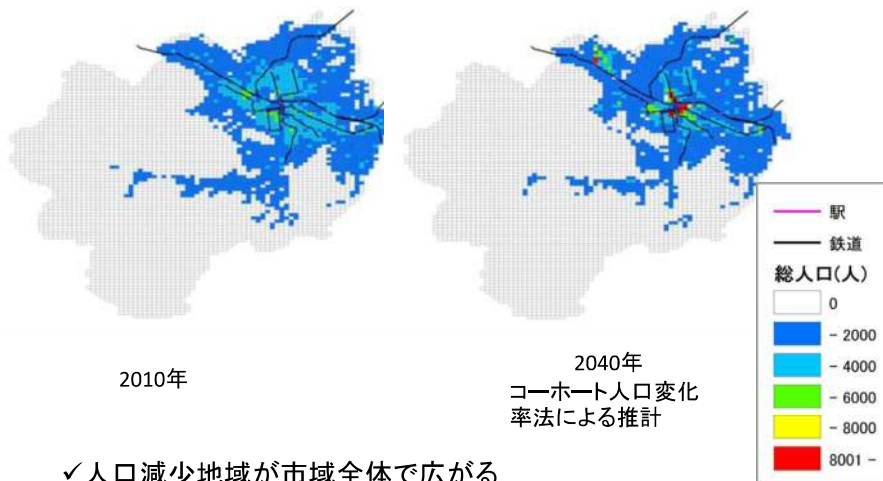 2010年
2040年
コーホート人口変化
率法による推計
駅
鉄道
総人口(人)
0
- 2000
- 4000
- 6000
- 8000
8001 -
✓人口減少地域が市域全体で広がる